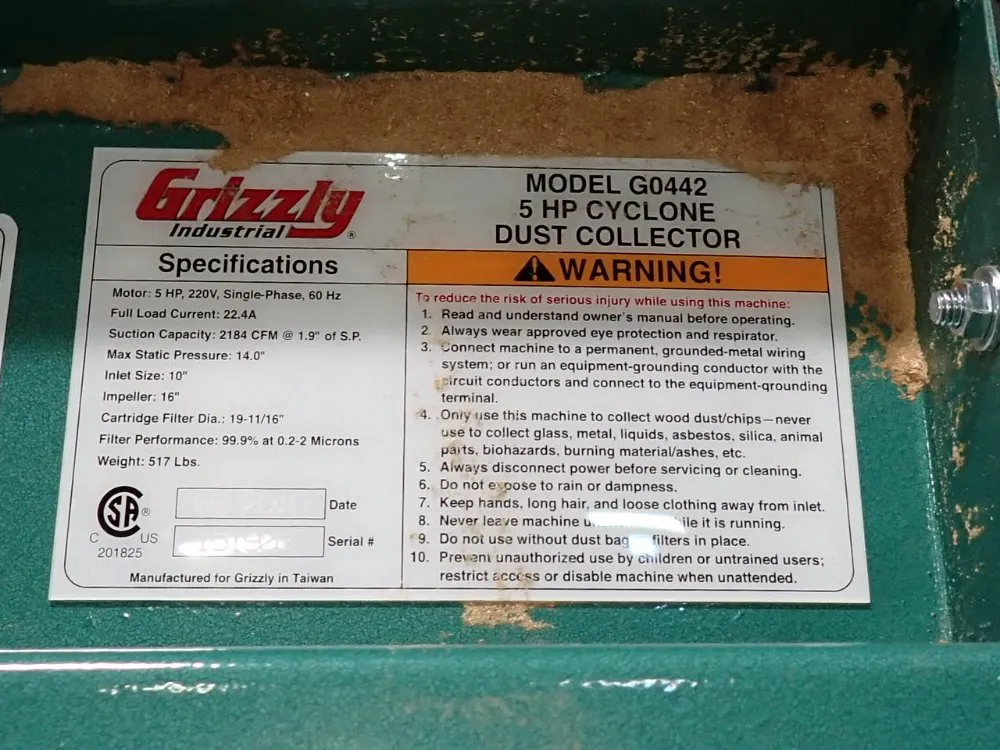 Grizzly
Industrial®
MODEL G0442
5 HP CYCLONE
DUST COLLECTOR
Specifications
Motor: 5 HP, 220V, Single-Phase, 60 Hz
Full Load Current: 22.4A
Suction Capacity: 2184 CFM @ 1.9" of S.P.
Max Static Pressure: 14.0"
Inlet Size: 10"
Impeller: 16"
Cartridge Filter Dia.: 19-11/16"
Filter Performance: 99.9% at 0.2-2 Microns
Weight: 517 Lbs.
CSA®
C US
201825
Date
Serial #
Manufactured for Grizzly in Taiwan
WARNING!
To reduce the risk of serious injury while using this machine:
1. Read and understand owner's manual before operating.
2. Always wear approved eye protection and respirator.
3. Connect machine to a permanent, grounded-metal wiring
system; or run an equipment-grounding conductor with the
circuit conductors and connect to the equipment-grounding
terminal.
4. Only use this machine to collect wood dust/chips—never
use to collect glass, metal, liquids, asbestos, silica, animal
parts, biohazards, burning material/ashes, etc.
5. Always disconnect power before servicing or cleaning.
6. Do not expose to rain or dampness.
7. Keep hands, long hair, and loose clothing away from inlet.
8. Never leave machine while it is running.
9. Do not use without dust filters in place.
10. Prevent unauthorized use by children or untrained users;
restrict access or disable machine when unattended.